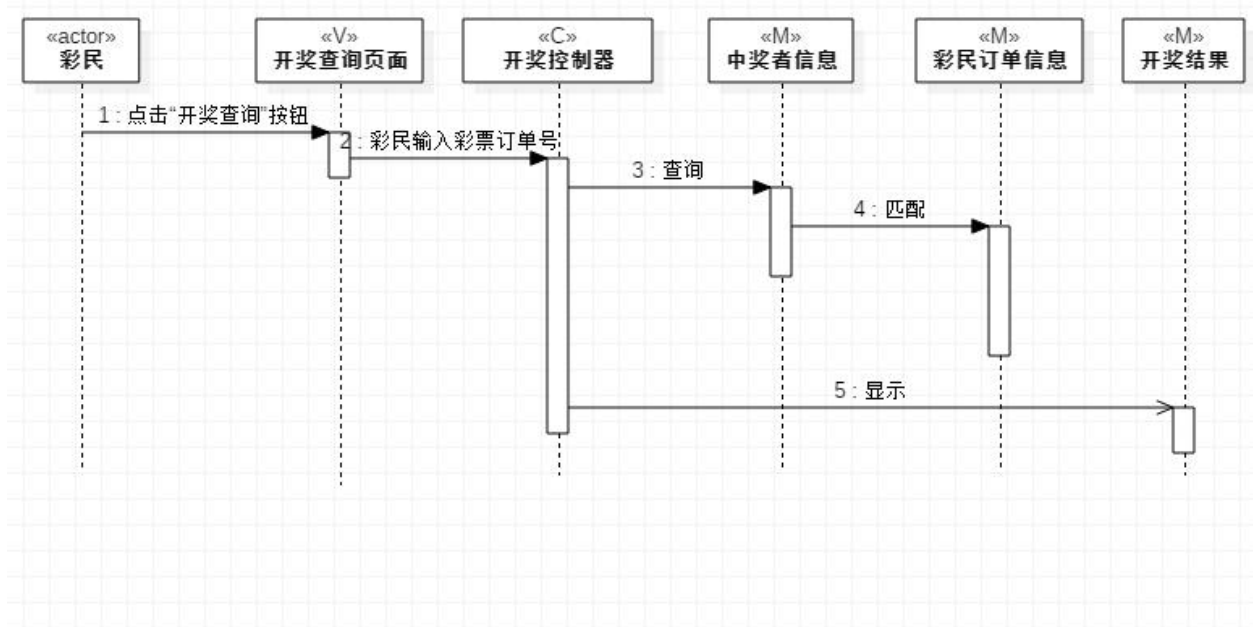 «actor»
彩民
«V»
开奖查询页面
«C»
开奖控制器
«M»
中奖者信息
«M»
彩民订单信息
«M»
开奖结果
1 : 点击“开奖查询”按钮
2 : 彩民输入彩票订单号
3 : 查询
4 : 匹配
5 : 显示